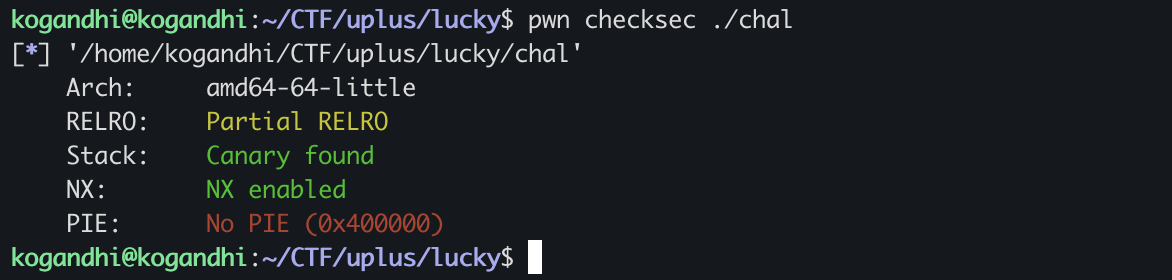 kogandhi@kogandhi:~/CTF/uplus/lucky$ pwn checksec ./chal
[*] '/home/kogandhi/CTF/uplus/lucky/chal'
    Arch:     amd64-64-little
    RELRO:    Partial RELRO
    Stack:    Canary found
    NX:       NX enabled
    PIE:      No PIE (0x400000)
kogandhi@kogandhi:~/CTF/uplus/lucky$